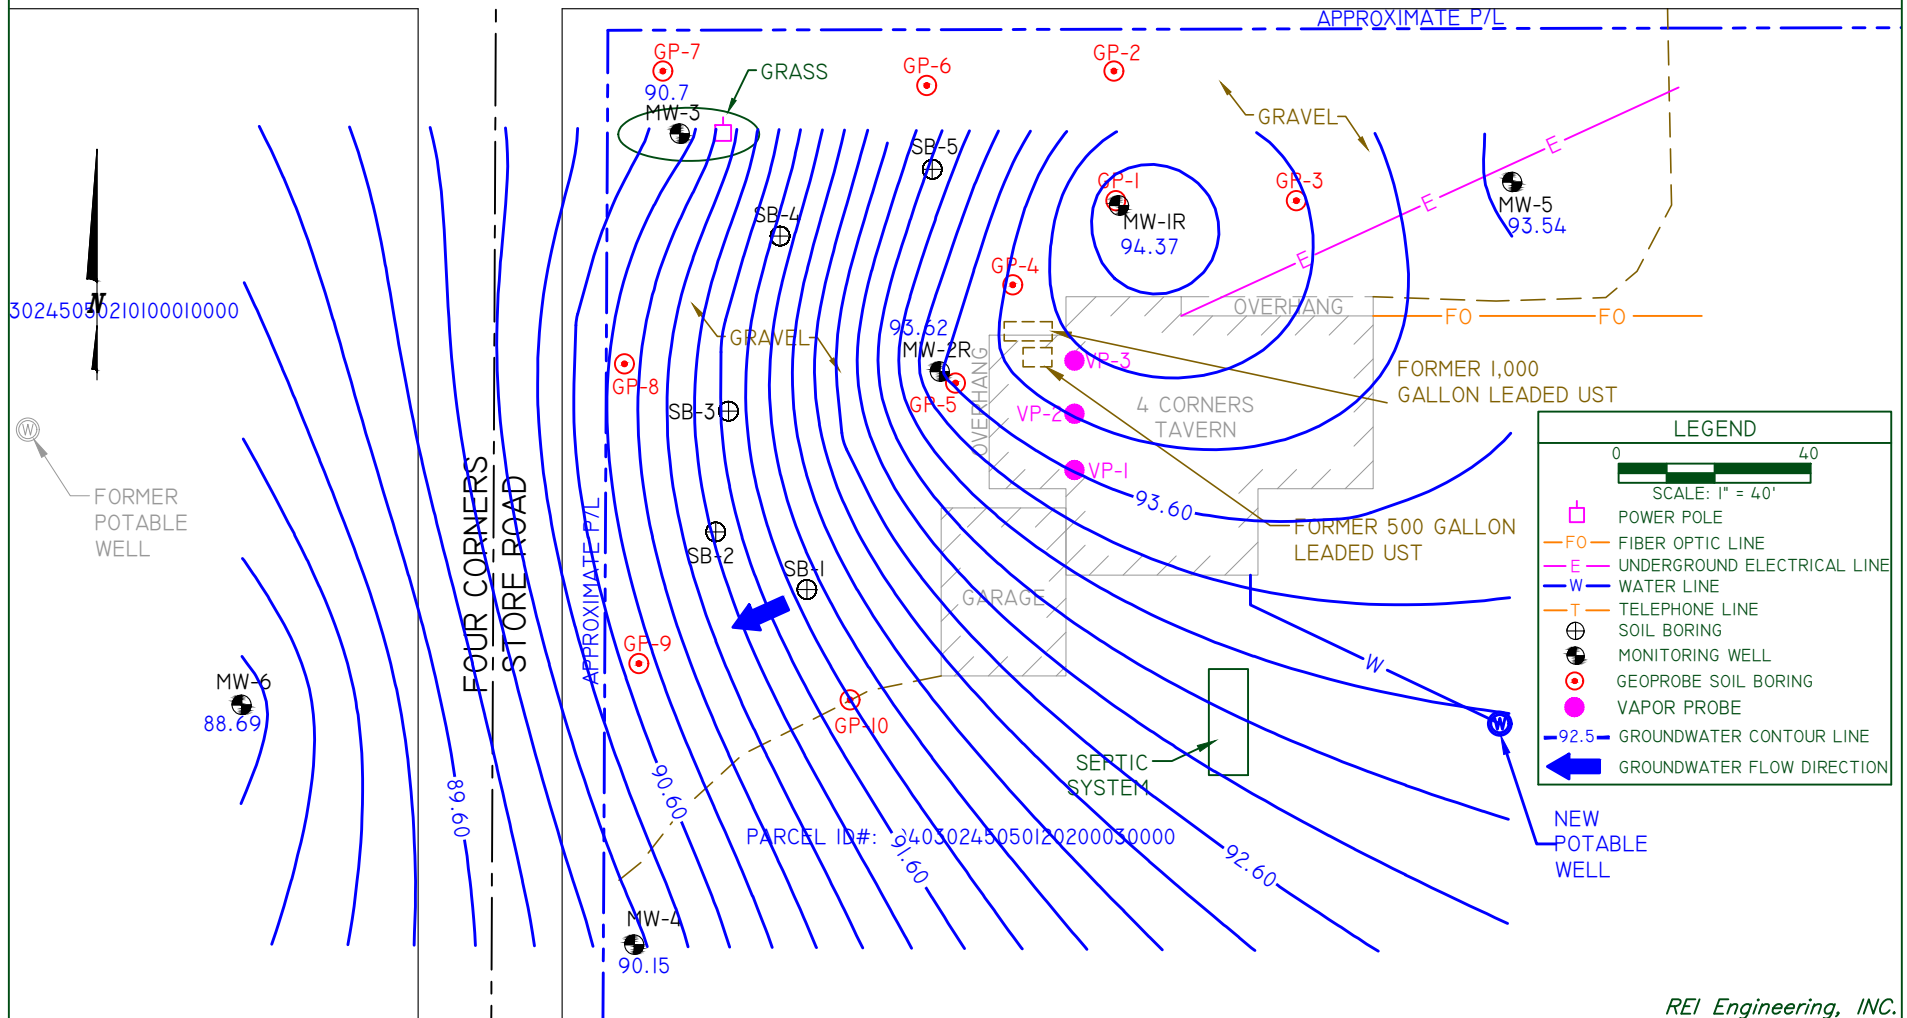 APPROXIMATE P/L
GP-7
GP-6
GP-2
GRASS
90.7
MW-3
GRAVEL
E
SB-5
GP-1
GP-3
MW-1R
94.37
E
MW-5
93.54
SB-4
E
GP-4
N
30245050210100010000
OVERHANG
FO
FO
93.62
MW-2R
GRAVEL
OVERHANG
VP-3
GP-8
GP-5
FORMER 1,000
GALLON LEADED UST
SB-3
VP-2
4 CORNERS
TAVERN
W
FORMER
POTABLE
WELL
VP-1
93.60
FORMER 500 GALLON
LEADED UST
FOUR CORNERS
STORE ROAD
APPROXIMATE P/L
SB-2
SB-1
GARAGE
GP-9
W
MW-6
88.69
GP-10
W
SEPTIC
SYSTEM
89.60
90.60
91.60
92.60
PARCEL ID#:
4030245050120200030000
NEW
POTABLE
WELL
MW-4
90.15
LEGEND
0 40
SCALE: 1" = 40'
POWER POLE
FO FIBER OPTIC LINE
E UNDERGROUND ELECTRICAL LINE
W WATER LINE
T TELEPHONE LINE
SOIL BORING
MONITORING WELL
GEOPROBE SOIL BORING
VAPOR PROBE
92.5 GROUNDWATER CONTOUR LINE
GROUNDWATER FLOW DIRECTION
REI Engineering, INC.